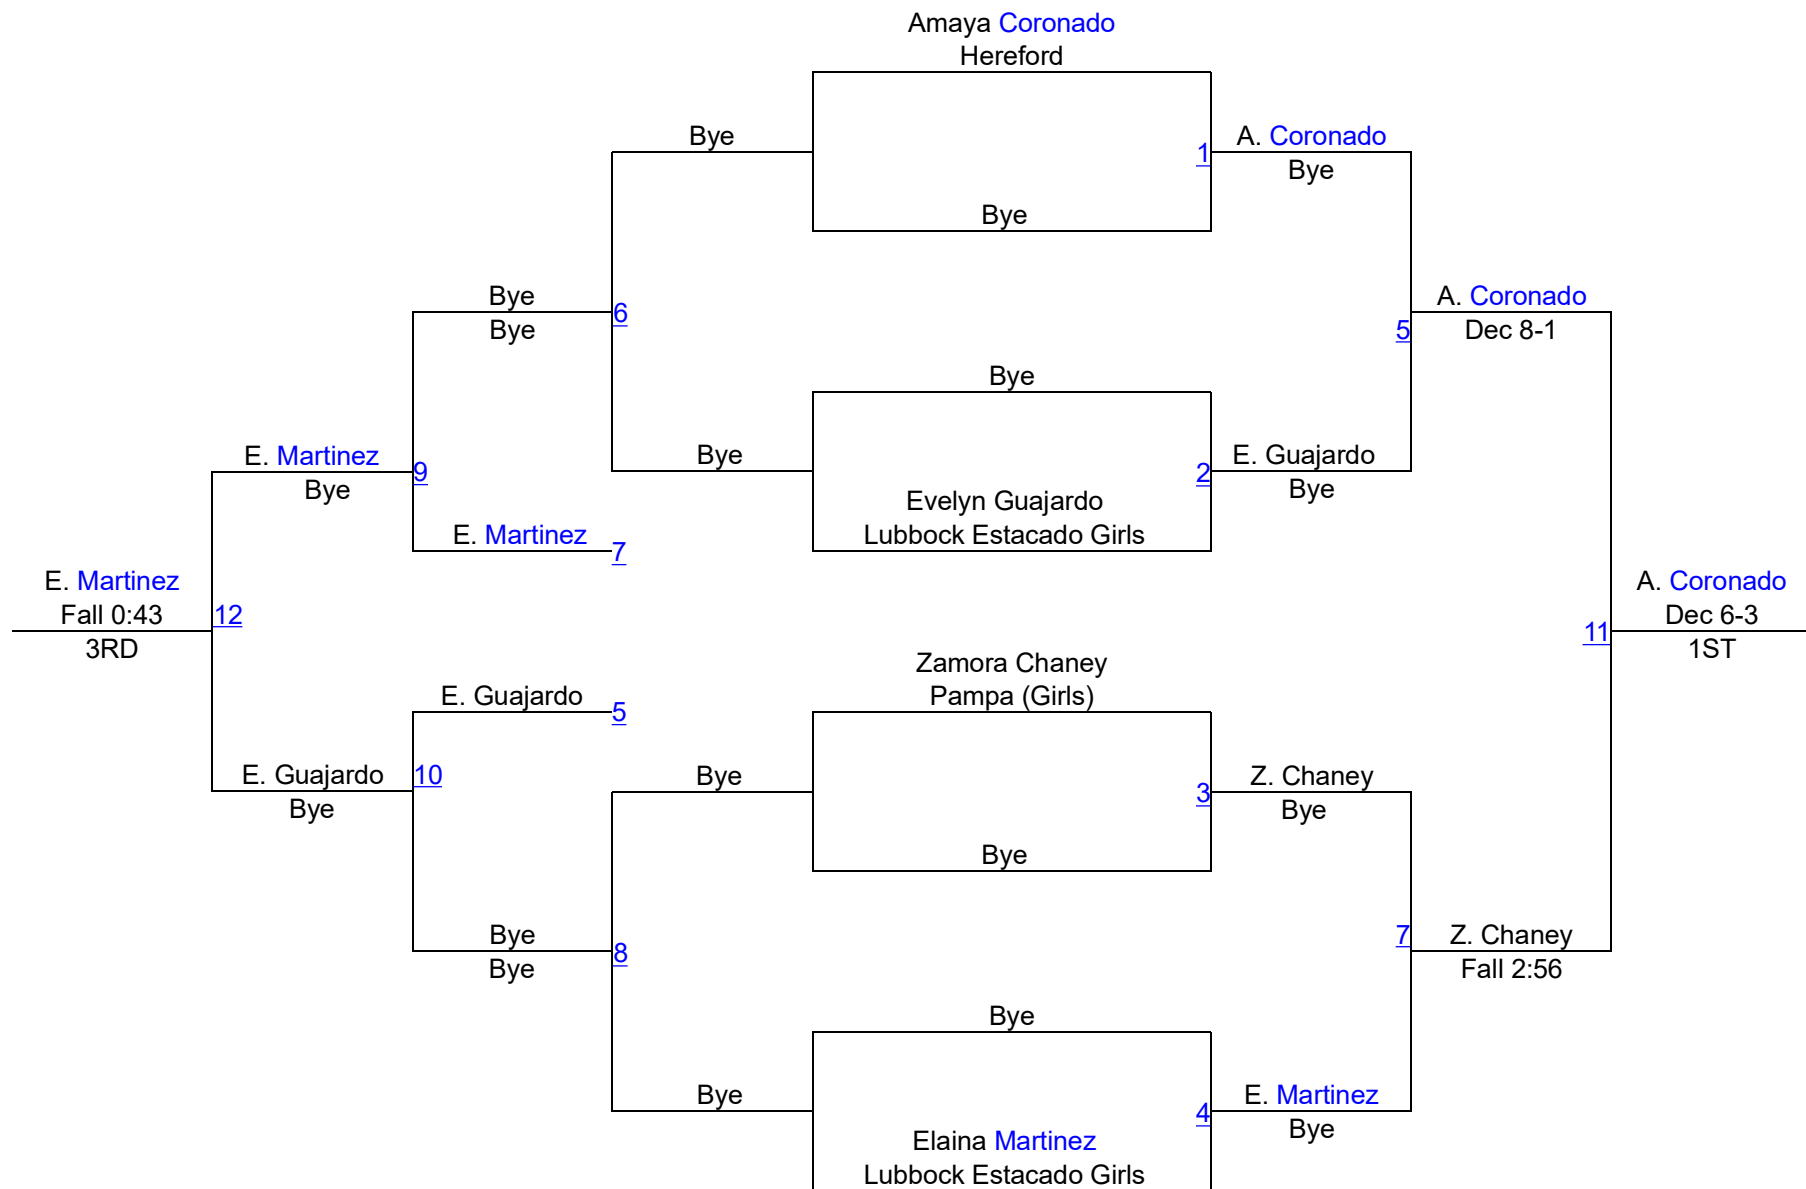 Amaya Coronado
Hereford
Bye
1
A. Coronado
Bye
Bye
Bye
Bye
6
A. Coronado
Dec 8-1
5
Bye
E. Martinez
Bye
9
Bye
2
E. Guajardo
Bye
Evelyn Guajardo
Lubbock Estacado Girls
E. Martinez
7
E. Martinez
Fall 0:43
3RD
12
A. Coronado
Dec 6-3
1ST
11
Zamora Chaney
Pampa (Girls)
E. Guajardo
5
E. Guajardo
Bye
10
Bye
3
Z. Chaney
Bye
Bye
Bye
Bye
8
7
Z. Chaney
Fall 2:56
Bye
Bye
4
E. Martinez
Bye
Elaina Martinez
Lubbock Estacado Girls